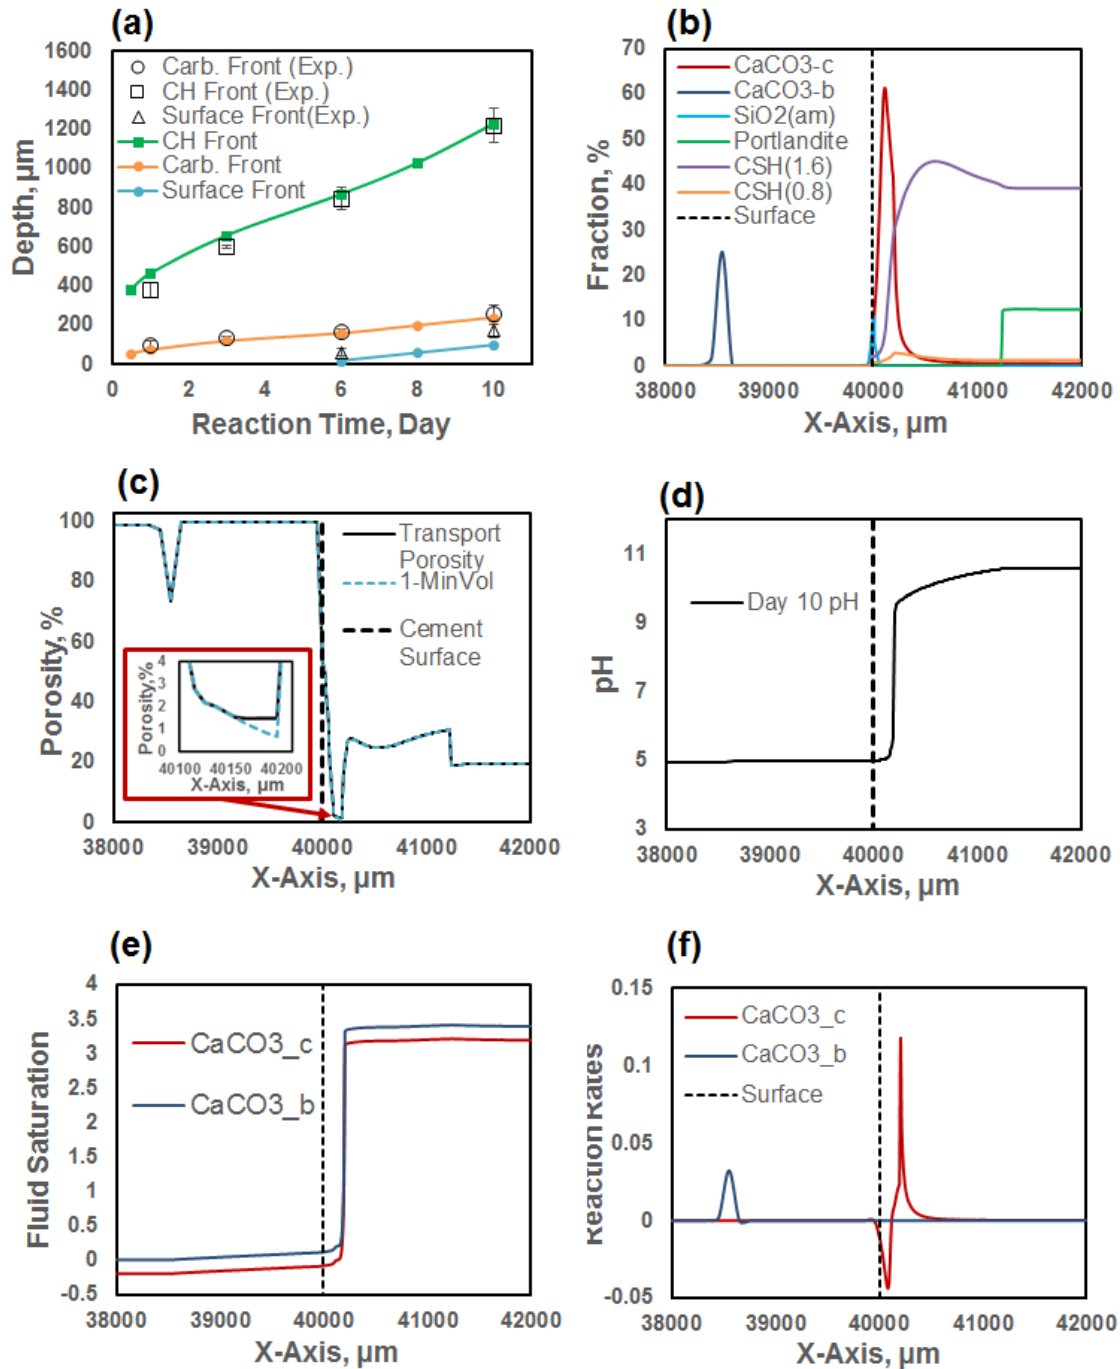 (a)
1600
1400
1200
1000
800
600
400
200
0
Depth, µm
Carb. Front (Exp.)
CH Front (Exp.)
Surface Front(Exp.)
CH Front
Carb. Front
Surface Front
0 2 4 6 8 10
Reaction Time, Day
(b)
70
60
50
40
30
20
10
0
Fraction, %
CaCO3-c
CaCO3-b
SiO2(am)
Portlandite
CSH(1.6)
CSH(0.8)
Surface
38000 39000 40000 41000 42000
X-Axis, µm
(c)
100
80
60
40
20
0
Porosity, %
Transport
Porosity
1-MinVol
Cement
Surface
4
3
2
1
0
Porosity,%
40100 40150 40200
X-Axis, µm
38000 39000 40000 41000 42000
X-Axis, µm
(d)
11
9
7
5
3
pH
Day 10 pH
38000 39000 40000 41000 42000
X-Axis, µm
(e)
4
3.5
3
2.5
2
1.5
1
0.5
0
-0.5
Fluid Saturation
CaCO3_c
CaCO3_b
38000 39000 40000 41000 42000
X-Axis, µm
(f)
0.15
0.1
0.05
0
-0.05
Reaction Rates
CaCO3_c
CaCO3_b
Surface
38000 39000 40000 41000 42000
X-Axis, µm